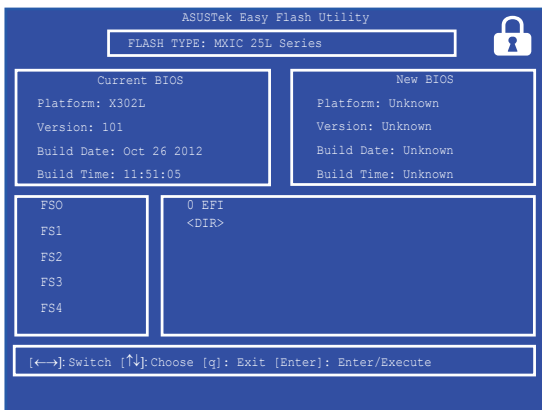 ASUSTek Easy Flash Utility
FLASH TYPE: MXIC 25L Series
Current BIOS
Platform: X302L
Version: 101
Build Date: Oct 26 2012
Build Time: 11:51:05
New BIOS
Platform: Unknown
Version: Unknown
Build Date: Unknown
Build Time: Unknown
FSO
FS1
FS2
FS3
FS4
0 EFI
<DIR>
[←→]: Switch [↑↓]: Choose [q]: Exit [Enter]: Enter/Execute